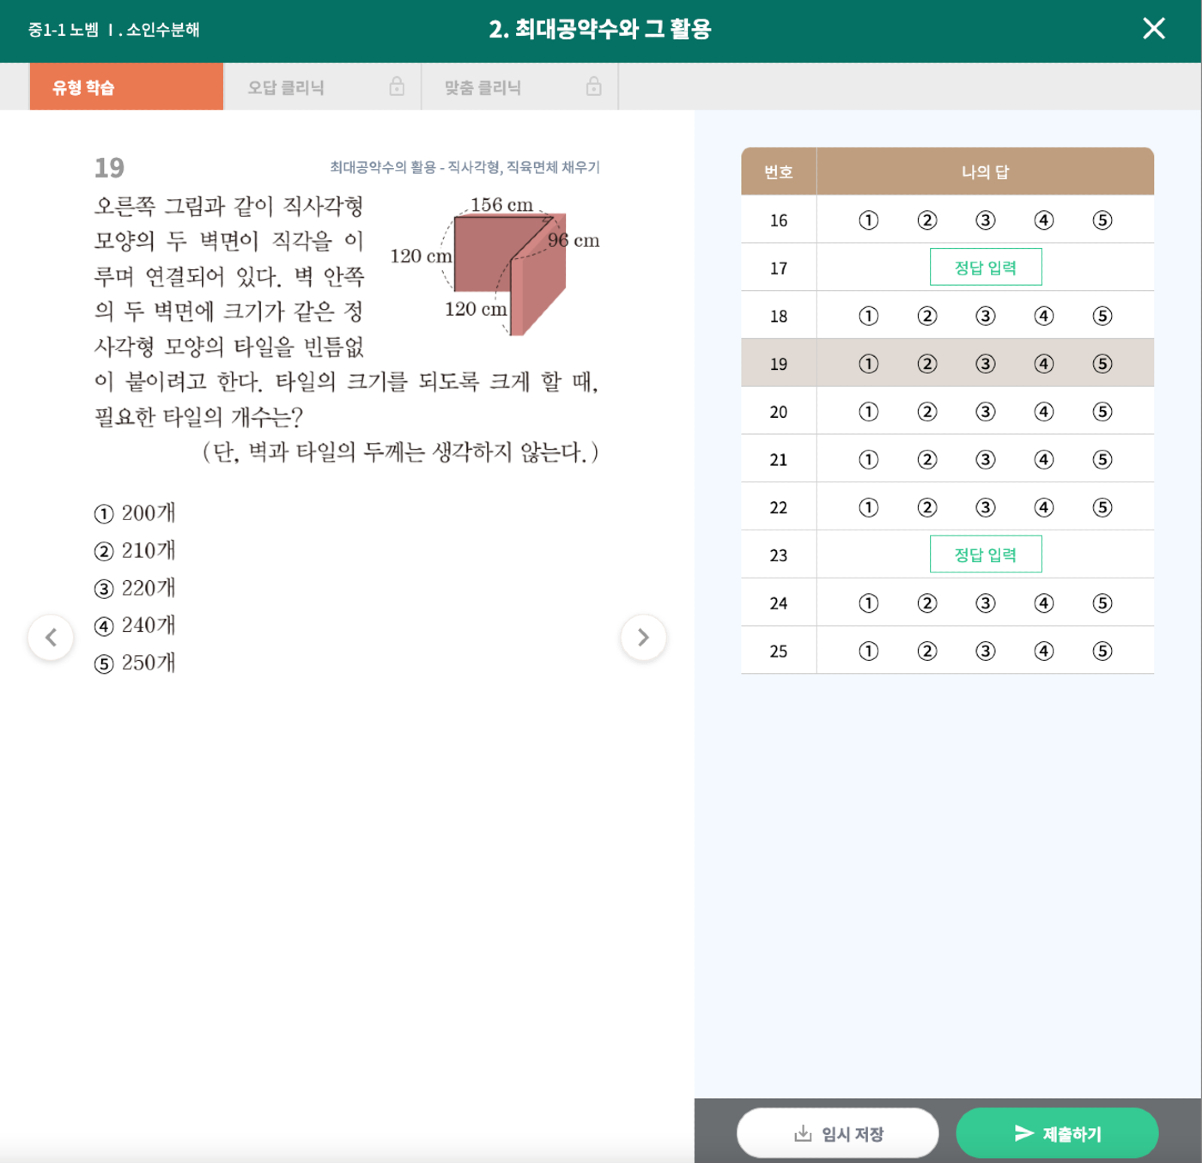 중1-1 노벰 Ⅰ. 소인수분해
2. 최대공약수와 그 활용
유형 학습
오답 클리닉
맞춤 클리닉
19
최대공약수의 활용 - 직사각형, 직육면체 채우기
오른쪽 그림과 같이 직사각형
모양의 두 벽면이 직각을 이
루며 연결되어 있다. 벽 안쪽
의 두 벽면에 크기가 같은 정
사각형 모양의 타일을 빈틈없
이 붙이려고 한다. 타일의 크기를 되도록 크게 할 때,
필요한 타일의 개수는?
(단, 벽과 타일의 두께는 생각하지 않는다.)
156 cm
96 cm
120 cm
120 cm
① 200개
② 210개
③ 220개
④ 240개
⑤ 250개
번호 나의 답
16 ① ② ③ ④ ⑤
17 정답 입력
18 ① ② ③ ④ ⑤
19 ① ② ③ ④ ⑤
20 ① ② ③ ④ ⑤
21 ① ② ③ ④ ⑤
22 ① ② ③ ④ ⑤
23 정답 입력
24 ① ② ③ ④ ⑤
25 ① ② ③ ④ ⑤
임시 저장
제출하기